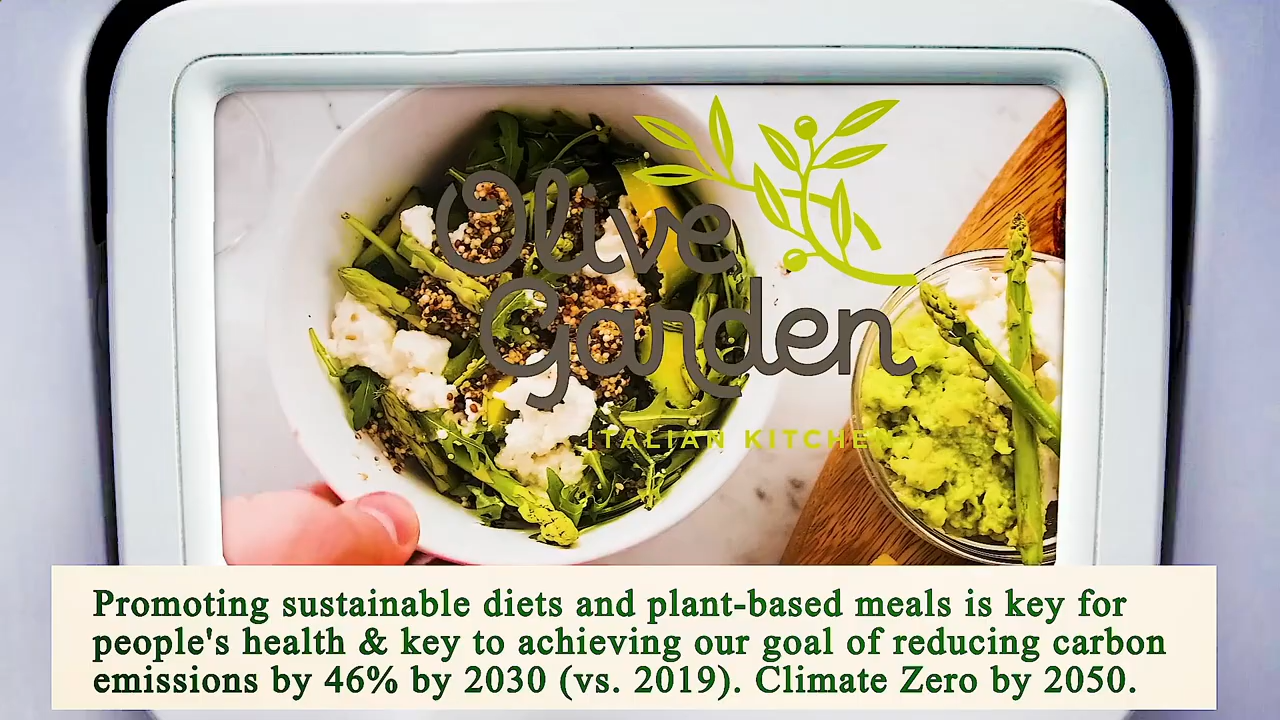 Olive
Garden
ITALIAN KITCHEN
Promoting sustainable diets and plant-based meals is key for
people's health & key to achieving our goal of reducing carbon
emissions by 46% by 2030 (vs. 2019). Climate Zero by 2050.